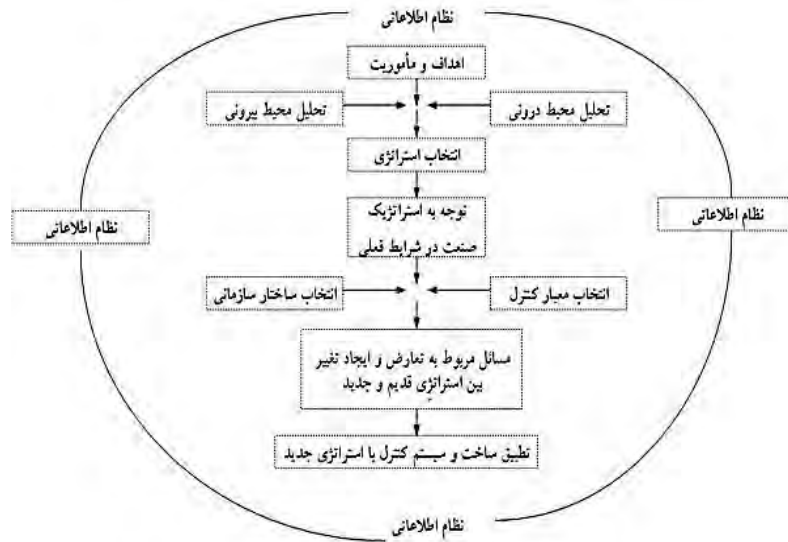 نظام اطلاعاتی
اهداف و مأموریت
تحلیل محیط درونی
تحلیل محیط بیرونی
انتخاب استراتژی
توجه به استراتژیک
صنعت در شرایط فعلی
نظام اطلاعاتی
نظام اطلاعاتی
انتخاب معیار کنترل
انتخاب ساختار سازمانی
مسائل مربوط به تعارض و ایجاد تغییر
بین استراتژی قدیم و جدید
تطبیق ساخت و سیستم کنترل با استراتژی جدید
نظام اطلاعاتی